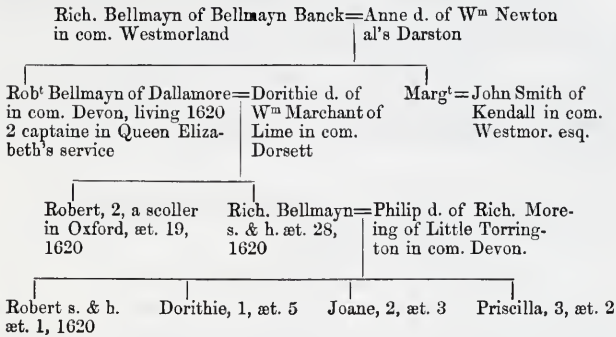 Rich. Bellmayn of Bellmayn Banck=Anne d. of Wᵐ Newton
in com. Westmorland al's Darston
Robᵗ Bellmayn of Dallamore=Dorithie d. of Margᵗ=John Smith of
in com. Devon, living 1620 Wᵐ Marchant of Kendall in com.
2 captaine in Queen Eliza- Lime in com. Westmor. esq.
beth's service Dorsett
Robert, 2, a scoller Rich. Bellmayn=Philip d. of Rich. More-
in Oxford, æt. 19, s. & h. æt. 28, ing of Little Torring-
1620 1620 ton in com. Devon.
Robert s. & h. Dorithie, 1, æt. 5 Joane, 2, æt. 3 Priscilla, 3, æt. 2
æt. 1, 1620